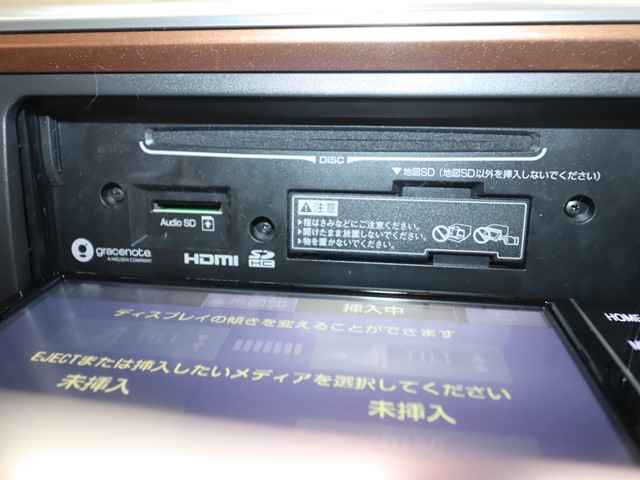 DISC
▼地図SD(地図SD以外を挿入しないでください)
⚠注意
▶指はさみなどにご注意ください。
▶開けたまま放置しないでください。
▶物を置かないでください。
Audio SD
gracenote.
A NIELSEN COMPANY
HDMI
SD HC
地図SD
挿入中
ディスプレイの傾きを変えることができます
TILT
TILT
EJECTまたは挿入したいメディアを選択してください
未挿入
未挿入
DISC
HOME